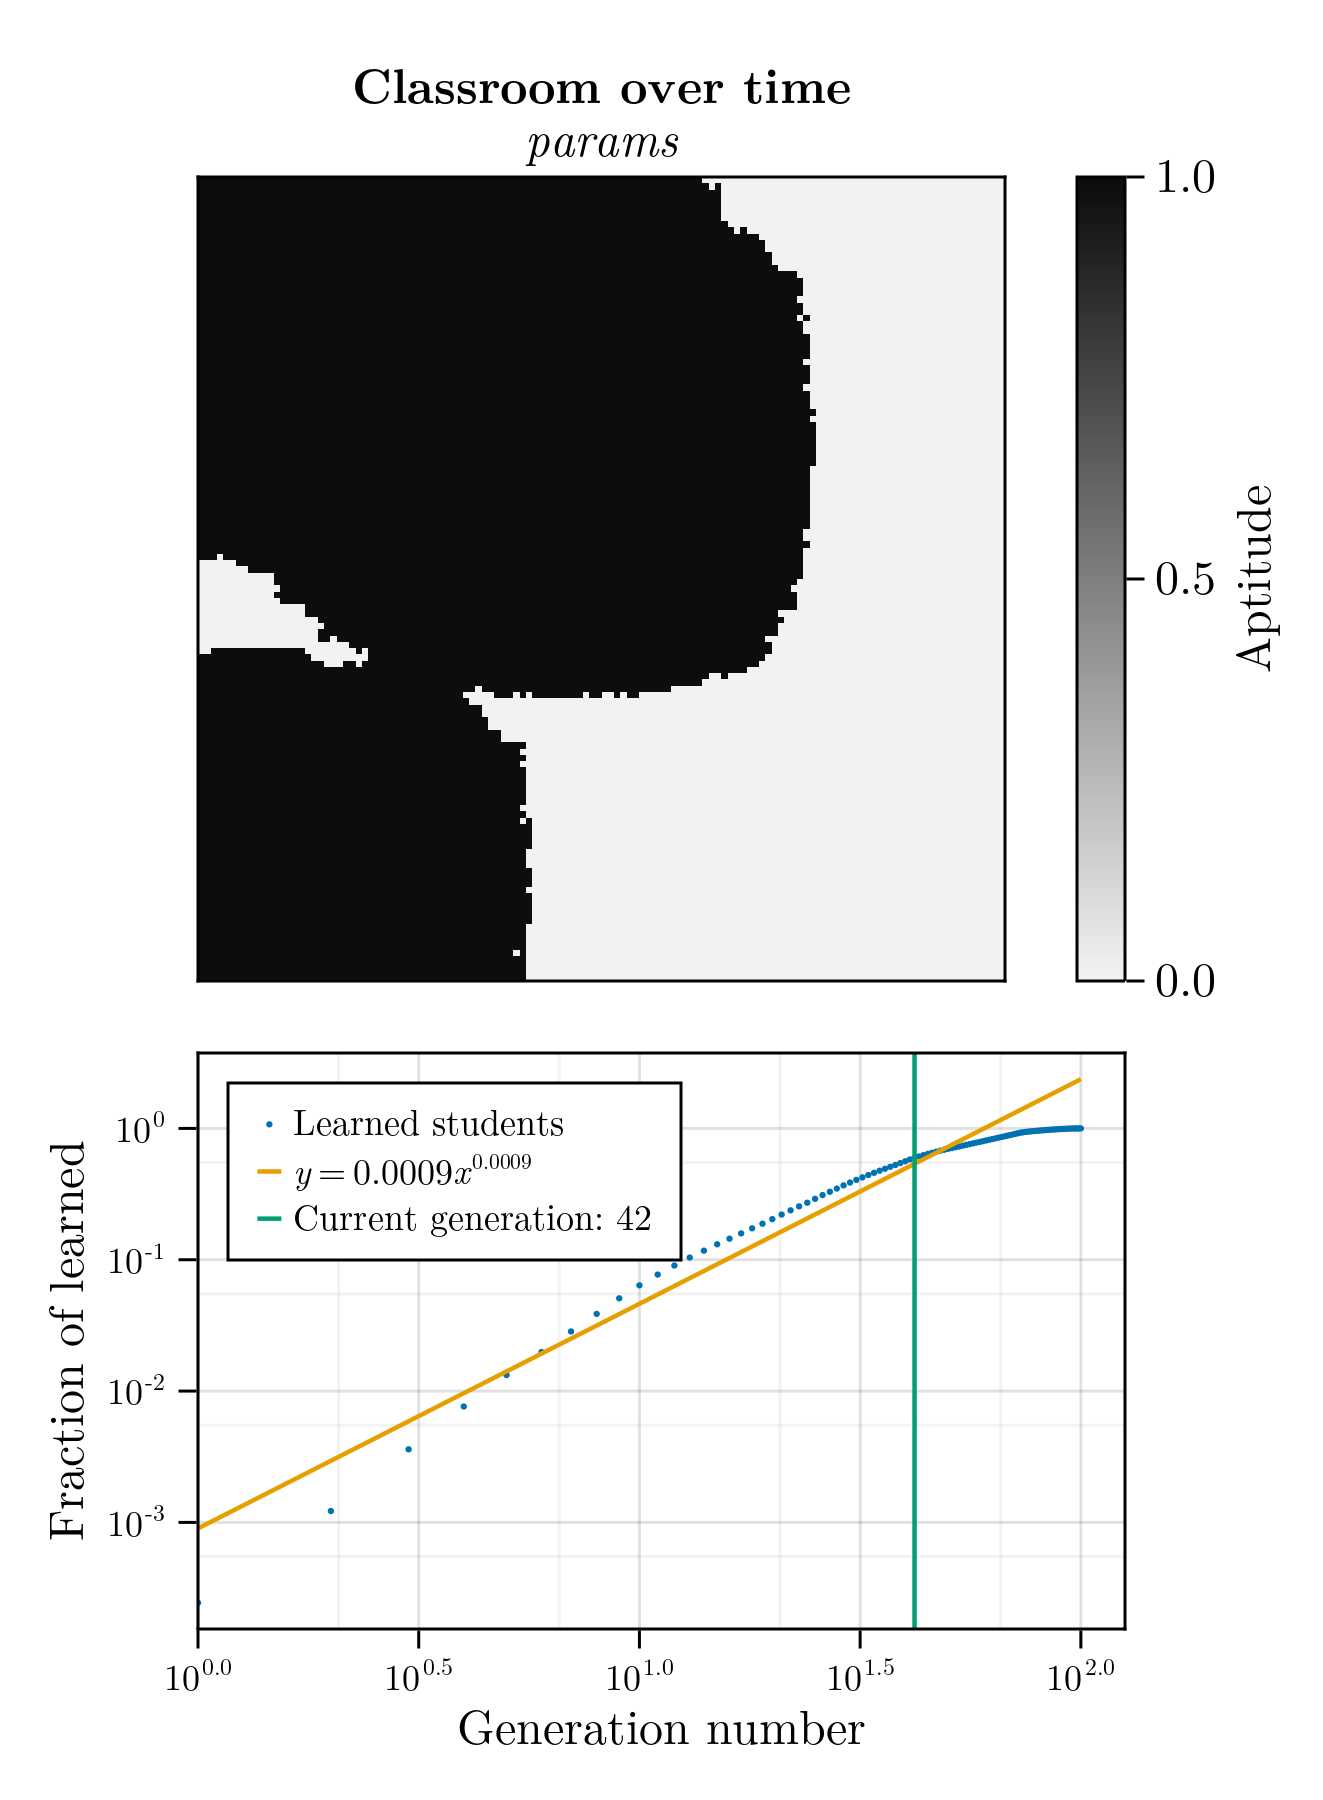 Classroom over time
params
1.0
0.5
0.0
Aptitude
Learned students
y = 0.0009x^0.0009
Current generation: 42
10^0
10^-1
10^-2
10^-3
Fraction of learned
10^0.0 10^0.5 10^1.0 10^1.5 10^2.0
Generation number